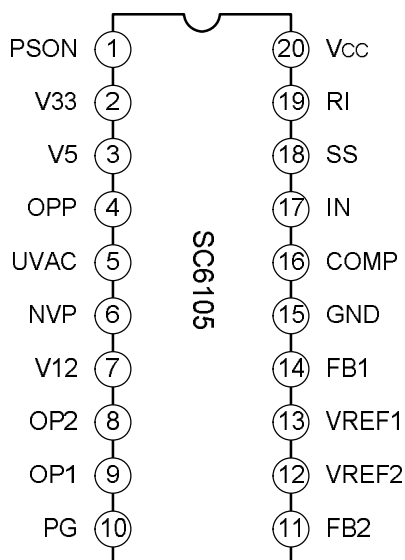 PSON 1 20 VCC
V33 2 19 RI
V5 3 18 SS
OPP 4 17 IN
UVAC 5 16 COMP
NVP 6 15 GND
V12 7 14 FB1
OP2 8 13 VREF1
OP1 9 12 VREF2
PG 10 11 FB2
SC6105